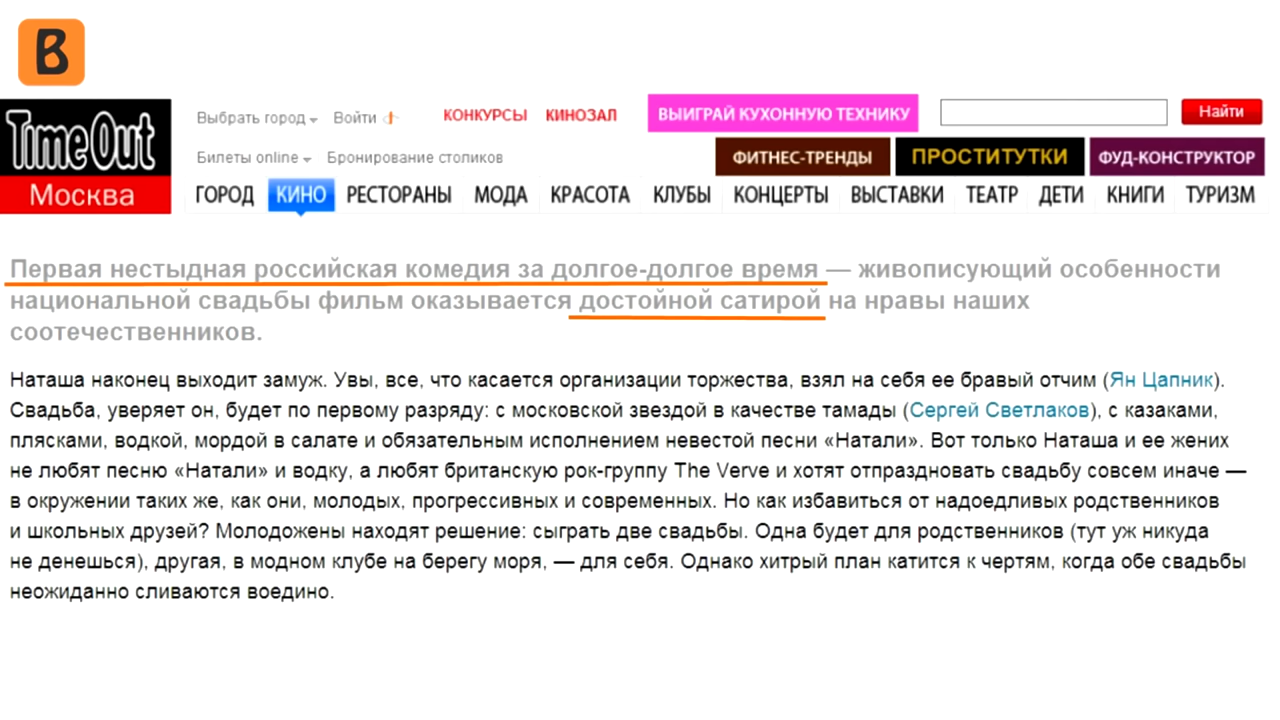 B
TimeOut
Москва
Выбрать город Войти КОНКУРСЫ КИНОЗАЛ ВЫИГРАЙ КУХОННУЮ ТЕХНИКУ Найти
Билеты online Бронирование столиков ФИТНЕС-ТРЕНДЫ ПРОСТИТУТКИ ФУД-КОНСТРУКТОР
ГОРОД КИНО РЕСТОРАНЫ МОДА КРАСОТА КЛУБЫ КОНЦЕРТЫ ВЫСТАВКИ ТЕАТР ДЕТИ КНИГИ ТУРИЗМ
Первая нестыдная российская комедия за долгое-долгое время — живописующий особенности
национальной свадьбы фильм оказывается достойной сатирой на нравы наших
соотечественников.
Наташа наконец выходит замуж. Увы, все, что касается организации торжества, взял на себя ее бравый отчим (Ян Цапник).
Свадьба, уверяет он, будет по первому разряду: с московской звездой в качестве тамады (Сергей Светлаков), с казаками,
плясками, водкой, мордой в салате и обязательным исполнением невестой песни «Натали». Вот только Наташа и ее жених
не любят песню «Натали» и водку, а любят британскую рок-группу The Verve и хотят отпраздновать свадьбу совсем иначе —
в окружении таких же, как они, молодых, прогрессивных и современных. Но как избавиться от надоедливых родственников
и школьных друзей? Молодожены находят решение: сыграть две свадьбы. Одна будет для родственников (тут уж никуда
не денешься), другая, в модном клубе на берегу моря, — для себя. Однако хитрый план катится к чертям, когда обе свадьбы
неожиданно сливаются воедино.